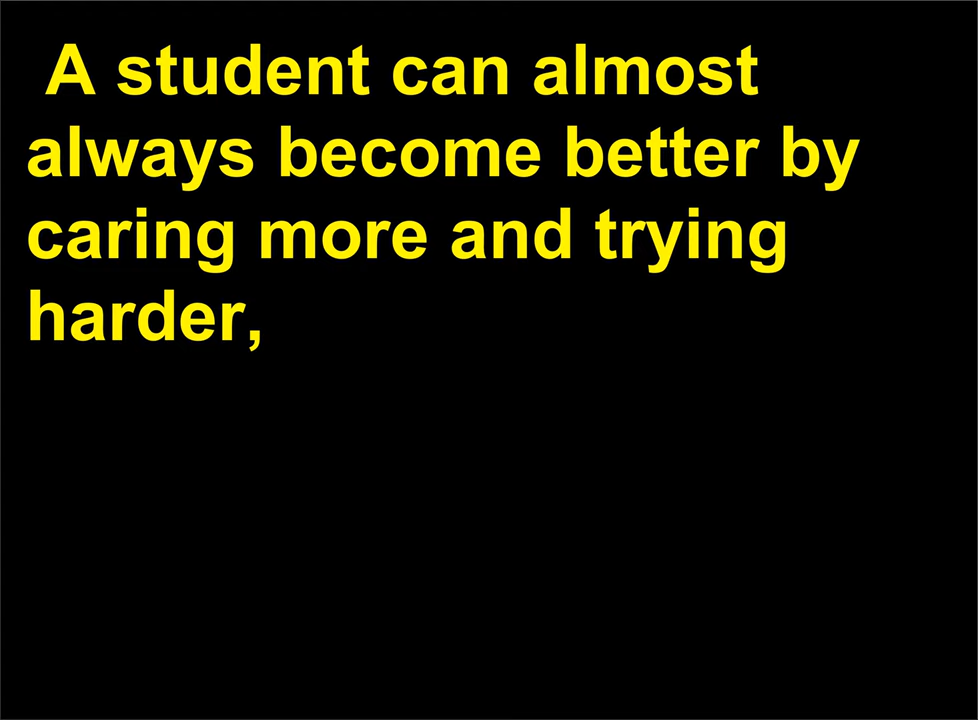 A student can almost
always become better by
caring more and trying
harder,